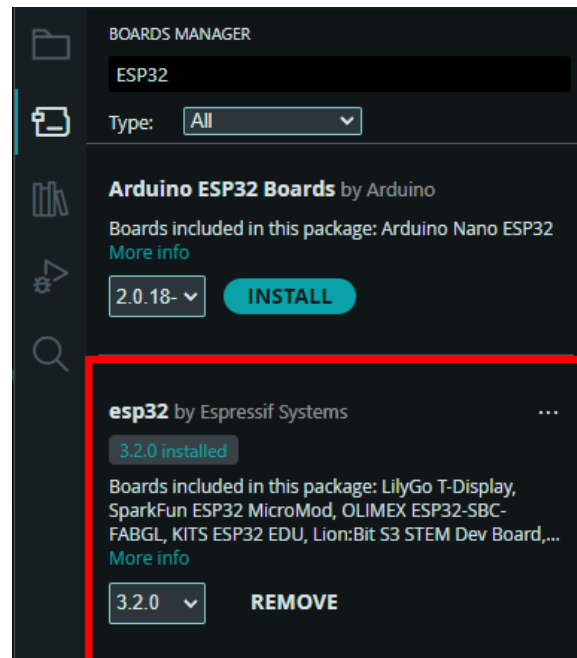 BOARDS MANAGER
ESP32
Type: All
Arduino ESP32 Boards by Arduino
Boards included in this package: Arduino Nano ESP32
More info
2.0.18- INSTALL
esp32 by Espressif Systems ...
3.2.0 installed
Boards included in this package: LilyGo T-Display,
SparkFun ESP32 MicroMod, OLIMEX ESP32-SBC-
FABGL, KITS ESP32 EDU, Lion:Bit S3 STEM Dev Board,...
More info
3.2.0 REMOVE